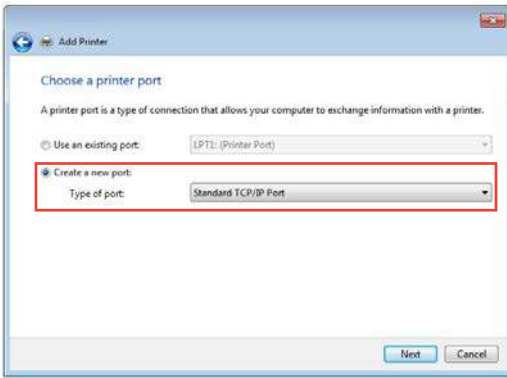 Add Printer
Choose a printer port
A printer port is a type of connection that allows your computer to exchange information with a printer.
Use an existing port: LPT1: (Printer Port)
Create a new port:
Type of port: Standard TCP/IP Port
Next Cancel